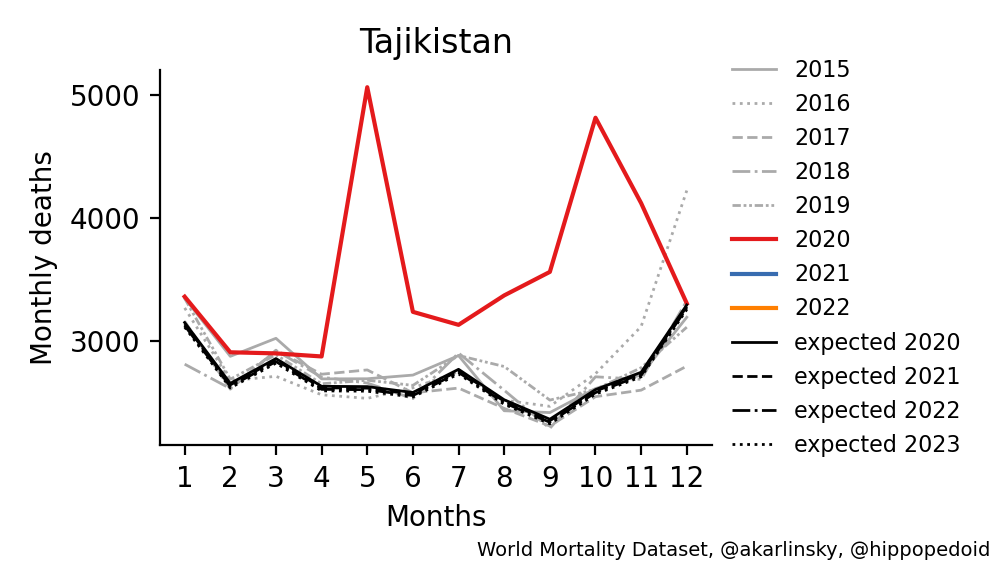 Tajikistan
Monthly deaths
5000
4000
3000
1 2 3 4 5 6 7 8 9 10 11 12
Months
2015
2016
2017
2018
2019
2020
2021
2022
expected 2020
expected 2021
expected 2022
expected 2023
World Mortality Dataset, @akarlinsky, @hippopedoid